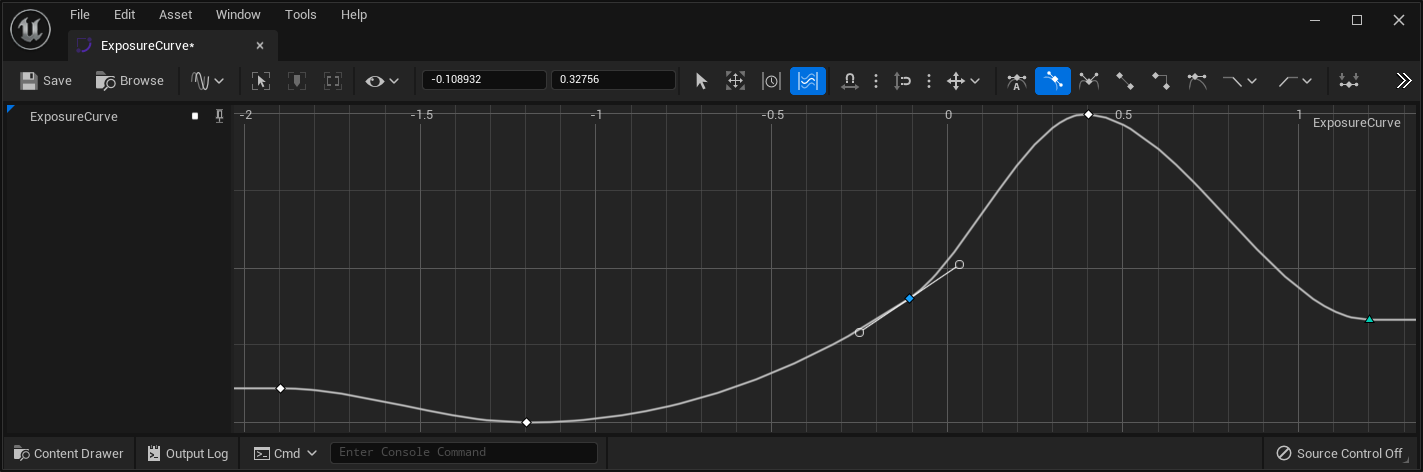 File Edit Asset Window Tools Help
ExposureCurve*
Save Browse -0.108932 0.32756 A
ExposureCurve
-2 -1.5 -1 -0.5 0 0.5 1
ExposureCurve
Content Drawer Output Log Cmd Enter Console Command Source Control Off